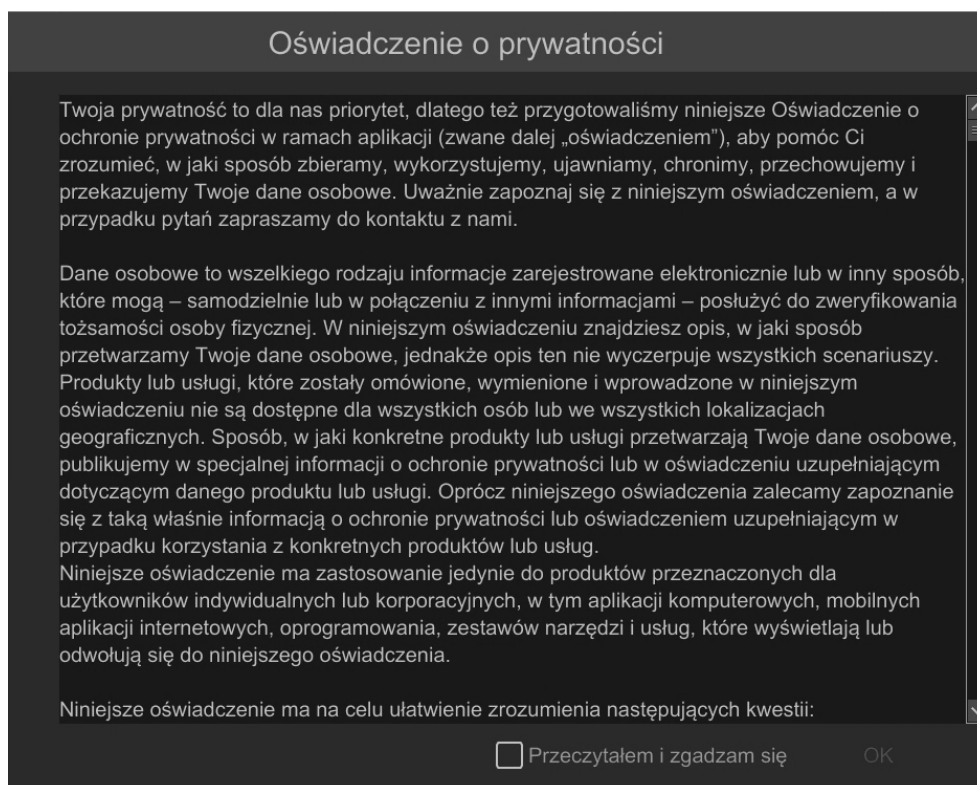 Oświadczenie o prywatności
Twoja prywatność to dla nas priorytet, dlatego też przygotowaliśmy niniejsze Oświadczenie o
ochronie prywatności w ramach aplikacji (zwane dalej „oświadczeniem”), aby pomóc Ci
zrozumieć, w jaki sposób zbieramy, wykorzystujemy, ujawniamy, chronimy, przechowujemy i
przekazujemy Twoje dane osobowe. Uważnie zapoznaj się z niniejszym oświadczeniem, a w
przypadku pytań zapraszamy do kontaktu z nami.
Dane osobowe to wszelkiego rodzaju informacje zarejestrowane elektronicznie lub w inny sposób,
które mogą – samodzielnie lub w połączeniu z innymi informacjami – posłużyć do zweryfikowania
tożsamości osoby fizycznej. W niniejszym oświadczeniu znajdziesz opis, w jaki sposób
przetwarzamy Twoje dane osobowe, jednakże opis ten nie wyczerpuje wszystkich scenariuszy.
Produkty lub usługi, które zostały omówione, wymienione i wprowadzone w niniejszym
oświadczeniu nie są dostępne dla wszystkich osób lub we wszystkich lokalizacjach
geograficznych. Sposób, w jaki konkretne produkty lub usługi przetwarzają Twoje dane osobowe,
publikujemy w specjalnej informacji o ochronie prywatności lub w oświadczeniu uzupełniającym
dotyczącym danego produktu lub usługi. Oprócz niniejszego oświadczenia zalecamy zapoznanie
się z taką właśnie informacją o ochronie prywatności lub oświadczeniem uzupełniającym w
przypadku korzystania z konkretnych produktów lub usług.
Niniejsze oświadczenie ma zastosowanie jedynie do produktów przeznaczonych dla
użytkowników indywidualnych lub korporacyjnych, w tym aplikacji komputerowych, mobilnych
aplikacji internetowych, oprogramowania, zestawów narzędzi i usług, które wyświetlają lub
odwołują się do niniejszego oświadczenia.
Niniejsze oświadczenie ma na celu ułatwienie zrozumienia następujących kwestii:
Przeczytałem i zgadzam się
OK